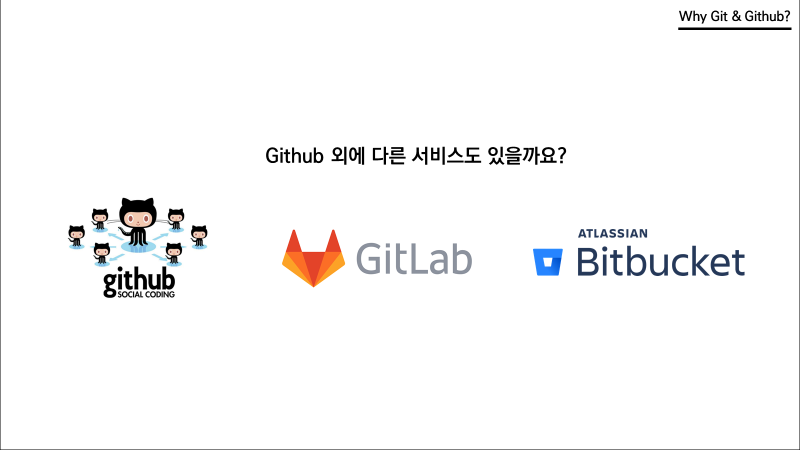 Why Git & Github?
Github 외에 다른 서비스도 있을까요?
github
SOCIAL CODING
GitLab
ATLASSIAN
Bitbucket